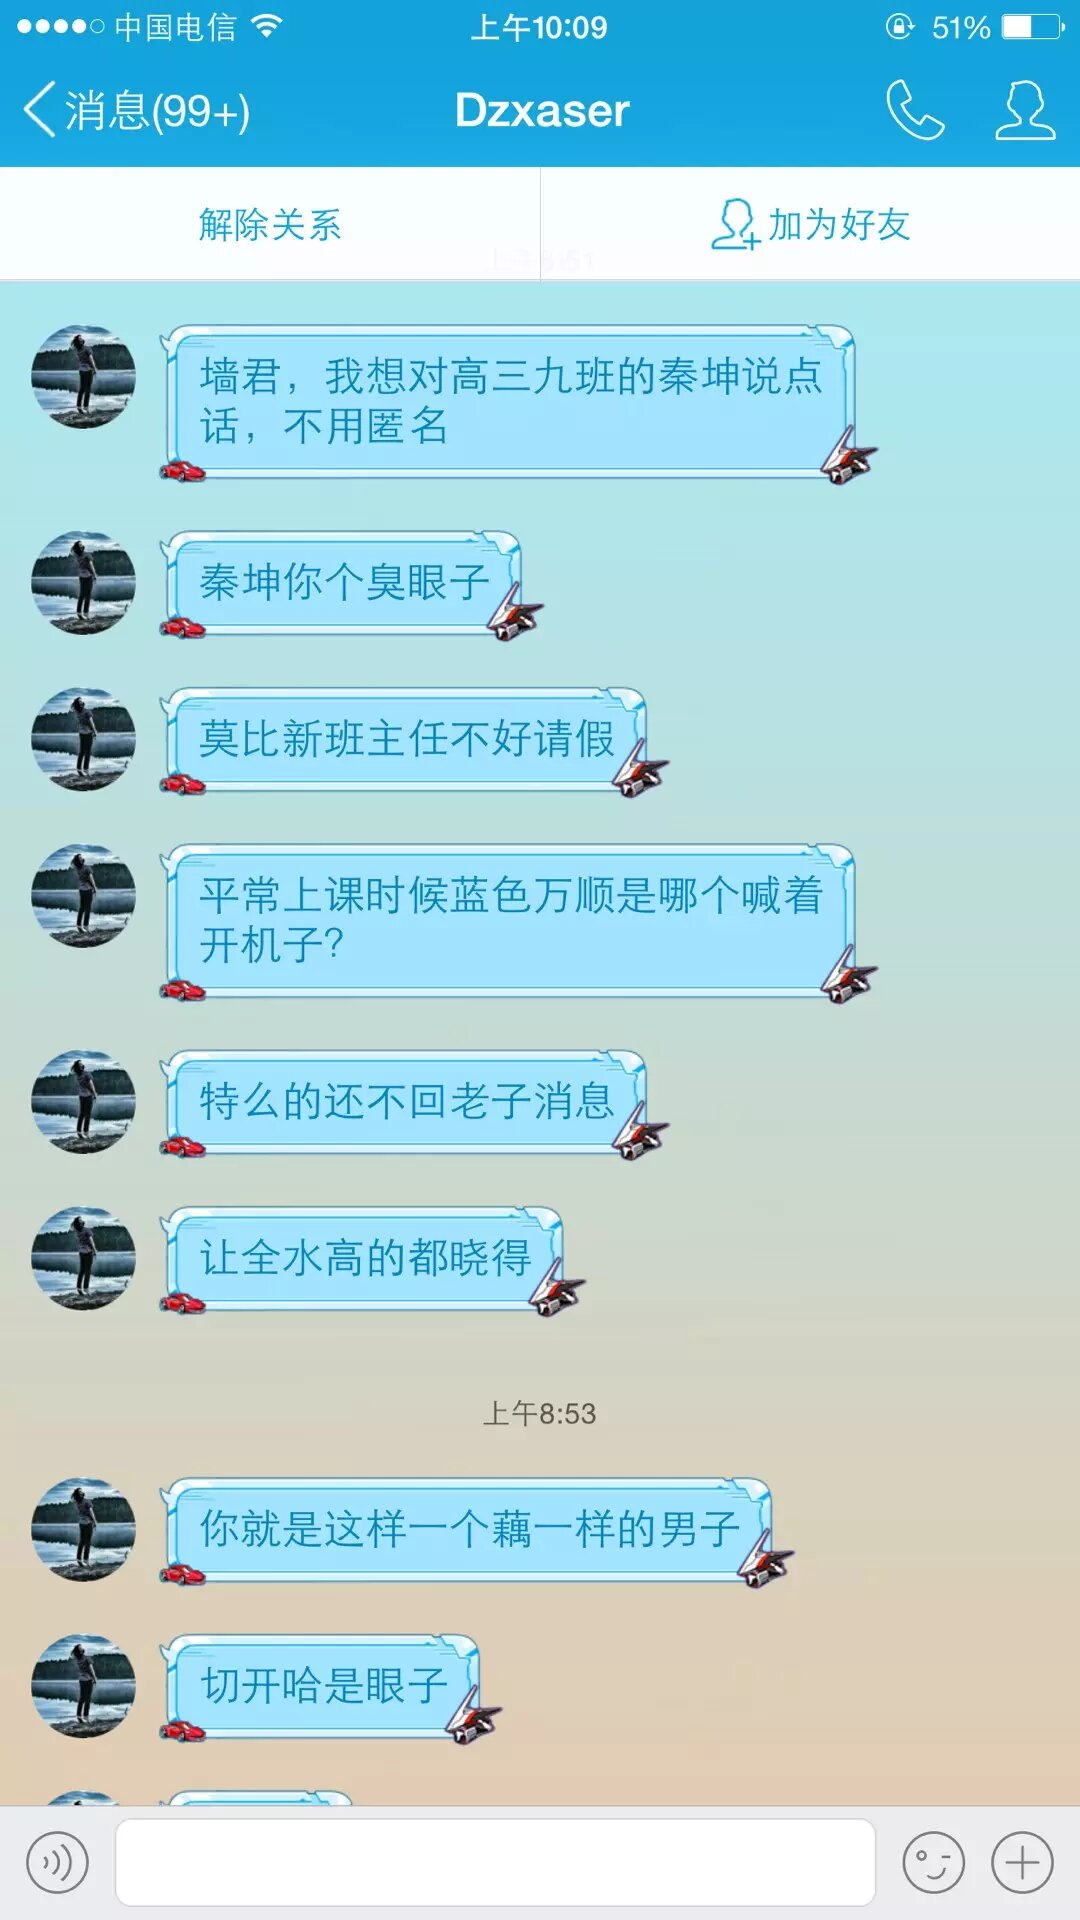 中国电信 上午10:09 51%
消息(99+) Dzxaser
解除关系 加为好友
上午8:51
墙君，我想对高三九班的秦坤说点
话，不用匿名
秦坤你个臭眼子
莫比新班主任不好请假
平常上课时候蓝色万顺是哪个喊着
开机子？
特么的还不回老子消息
让全水高的都晓得
上午8:53
你就是这样一个藕一样的男子
切开哈是眼子